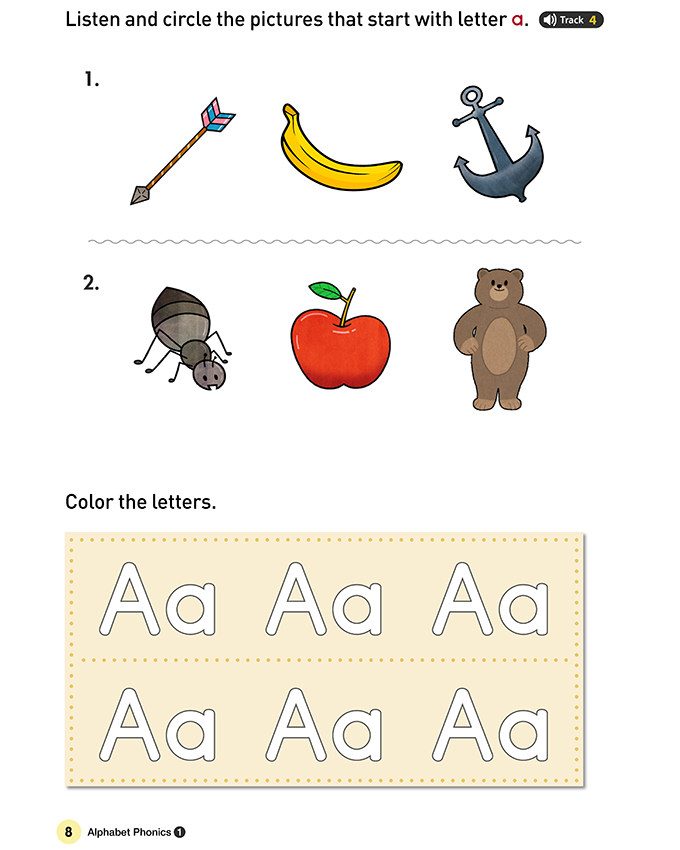 Listen and circle the pictures that start with letter a. Track 4
1.
2.
Color the letters.
Aa Aa Aa
Aa Aa Aa
8 Alphabet Phonics 1